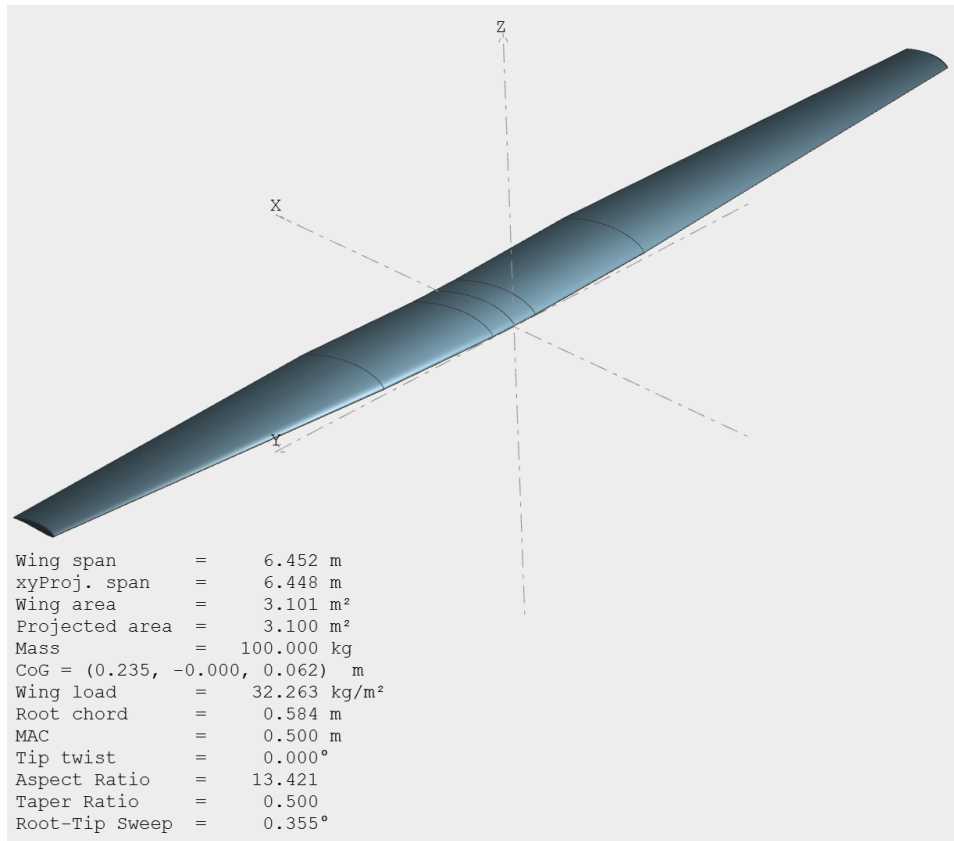 Z
X
Y
Wing span = 6.452 m
xyProj. span = 6.448 m
Wing area = 3.101 m²
Projected area = 3.100 m²
Mass = 100.000 kg
CoG = (0.235, -0.000, 0.062) m
Wing load = 32.263 kg/m²
Root chord = 0.584 m
MAC = 0.500 m
Tip twist = 0.000°
Aspect Ratio = 13.421
Taper Ratio = 0.500
Root-Tip Sweep = 0.355°